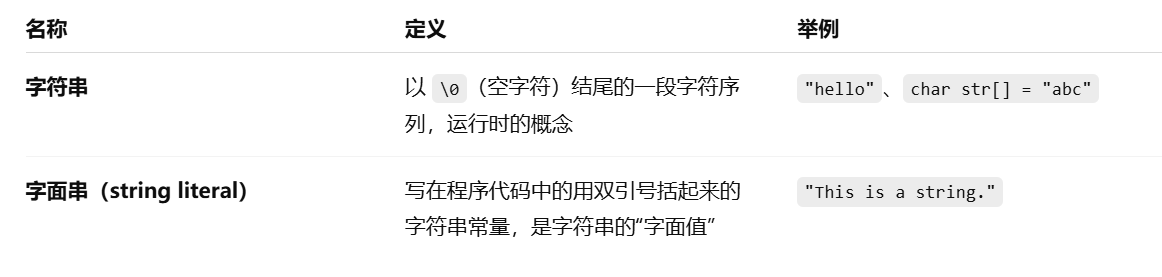 名称 定义 举例
字符串 以 \0（空字符）结尾的一段字符序 "hello"、char str[] = "abc"
列，运行时的概念
字面串（string literal） 写在程序代码中的用双引号括起来的 "This is a string."
字符串常量，是字符串的“字面值”